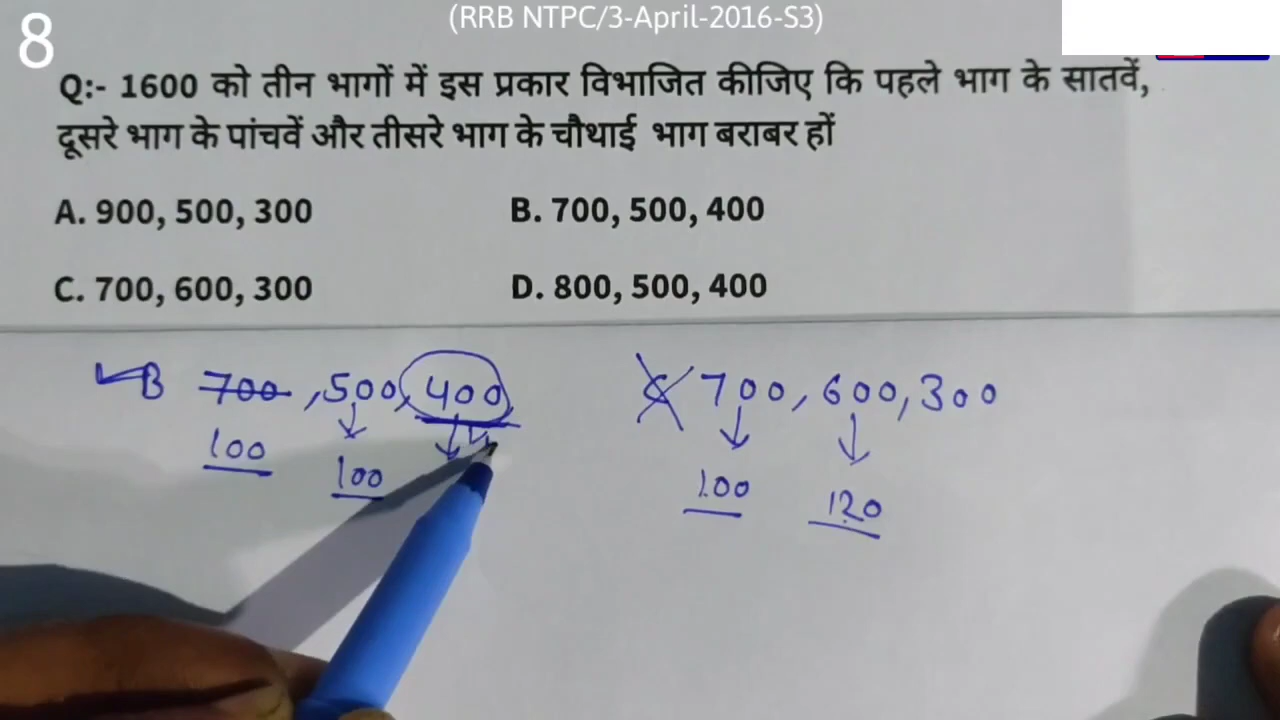 (RRB NTPC/3-April-2016-S3)
8
Q:- 1600 को तीन भागों में इस प्रकार विभाजित कीजिए कि पहले भाग के सातवें,
दूसरे भाग के पांचवें और तीसरे भाग के चौथाई भाग बराबर हों
A. 900, 500, 300 B. 700, 500, 400
C. 700, 600, 300 D. 800, 500, 400
B 700, 500, 400 C 700, 600, 300
100 100 100 120